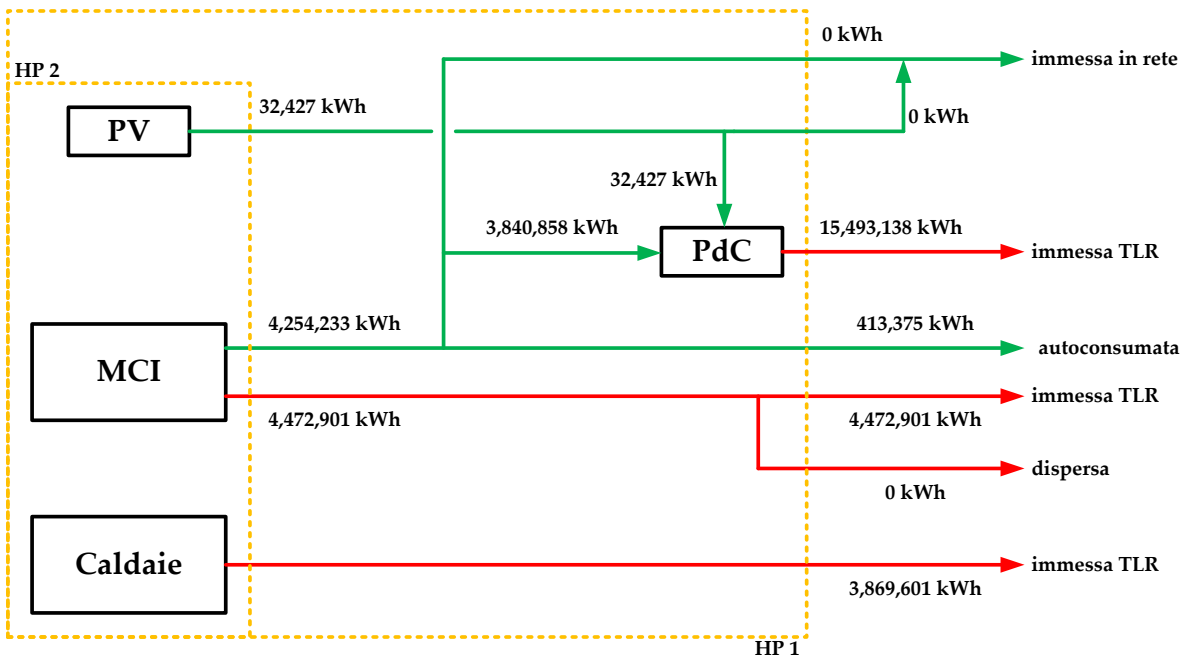 0 kWh
immessa in rete
HP 2
32,427 kWh
PV
0 kWh
32,427 kWh
3,840,858 kWh
PdC
15,493,138 kWh
immessa TLR
4,254,233 kWh
413,375 kWh
autoconsumata
MCI
immessa TLR
4,472,901 kWh
4,472,901 kWh
dispersa
0 kWh
Caldaie
immessa TLR
3,869,601 kWh
HP 1